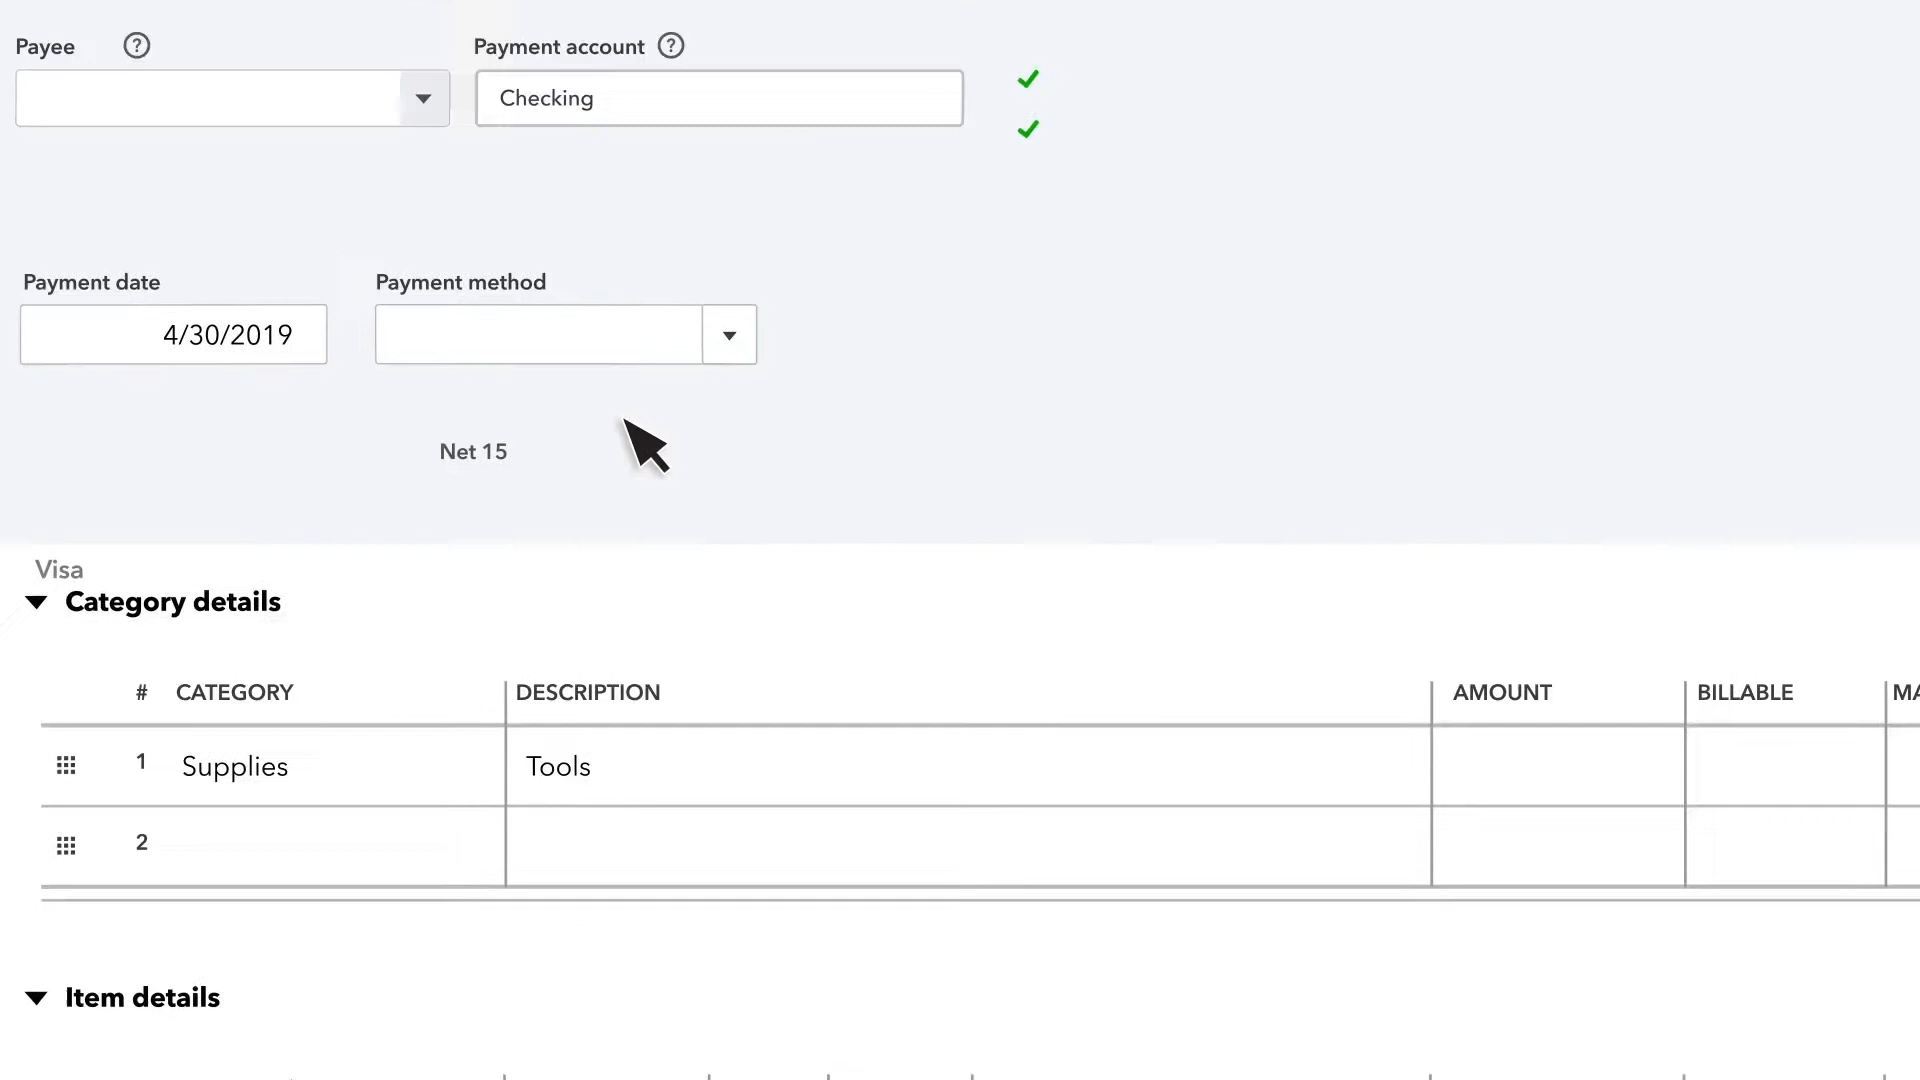 Payee ? Payment account ?
Checking
Payment date Payment method
4/30/2019
Net 15
Visa
Category details
# CATEGORY DESCRIPTION AMOUNT BILLABLE
1 Supplies Tools
2
Item details